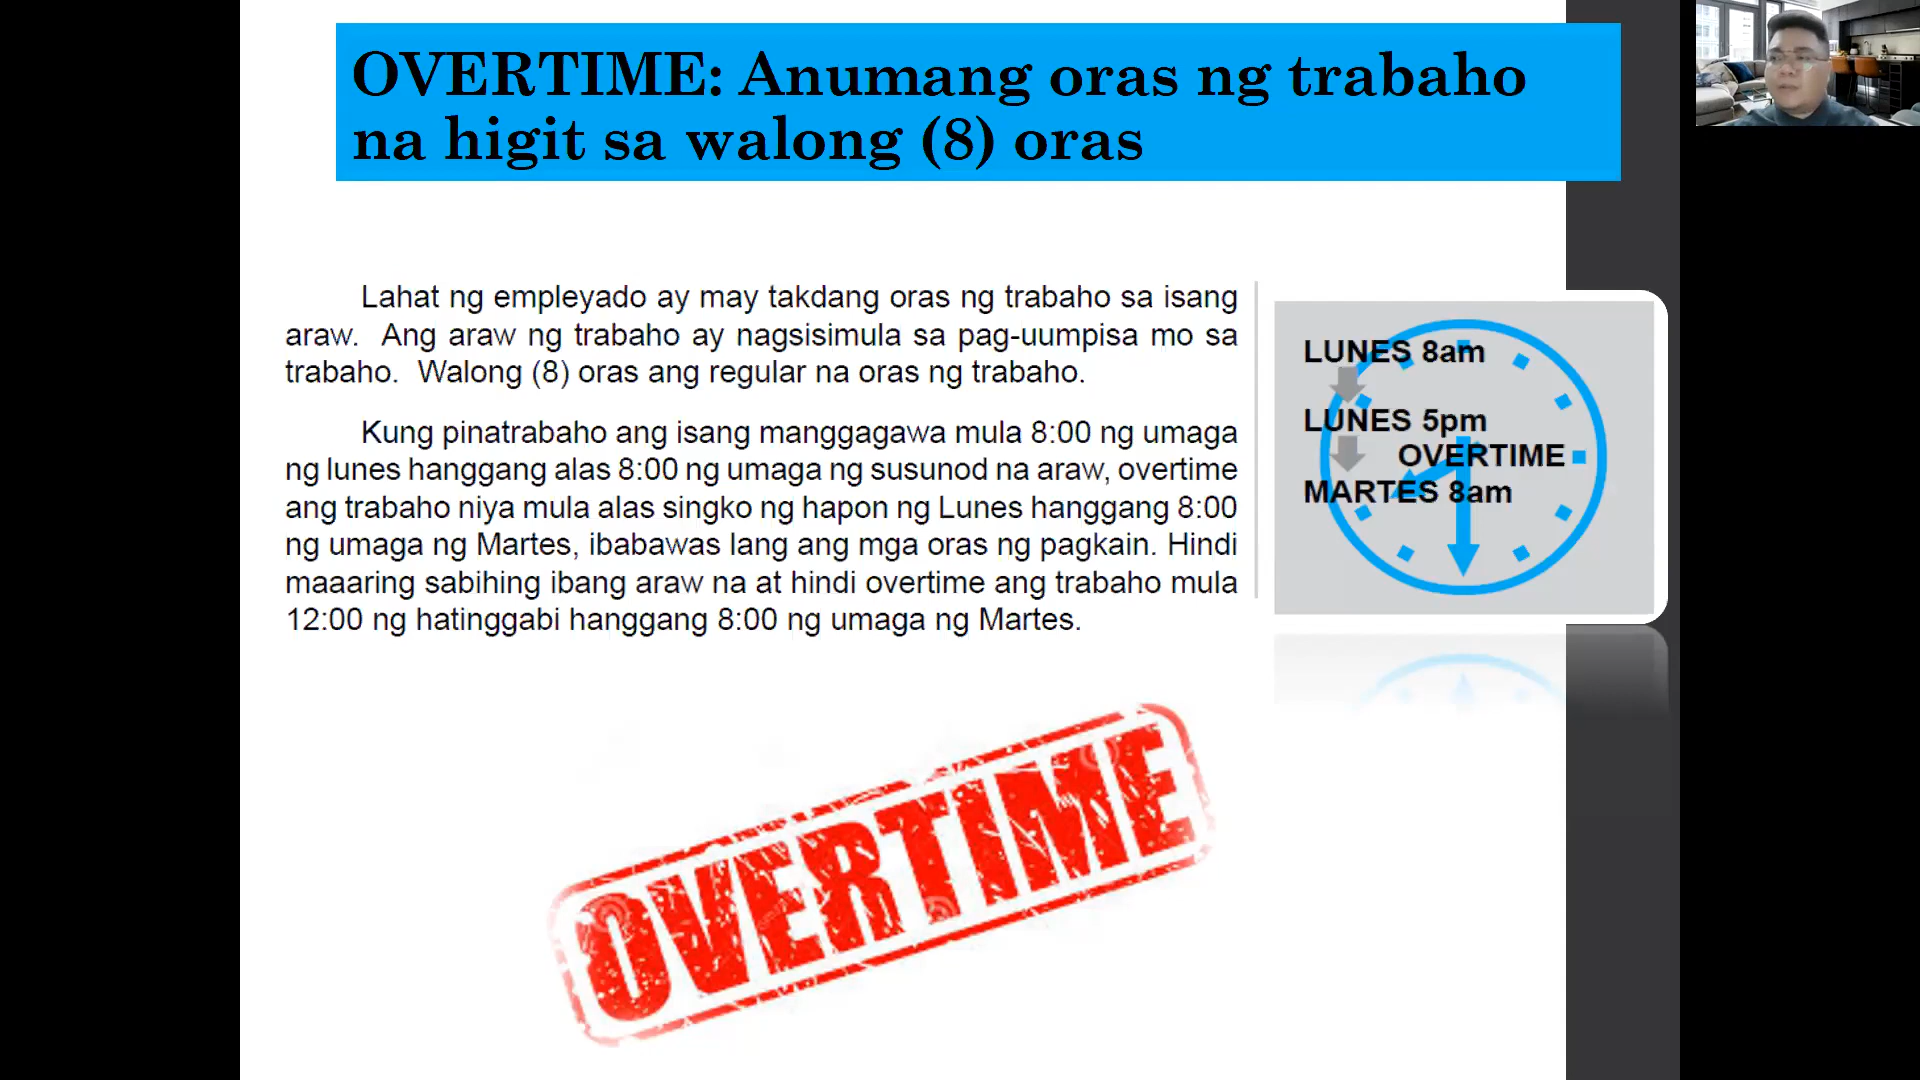 OVERTIME: Anumang oras ng trabaho
na higit sa walong (8) oras
Lahat ng empleyado ay may takdang oras ng trabaho sa isang
araw. Ang araw ng trabaho ay nagsisimula sa pag-uumpisa mo sa
trabaho. Walong (8) oras ang regular na oras ng trabaho.
Kung pinatrabaho ang isang manggagawa mula 8:00 ng umaga
ng lunes hanggang alas 8:00 ng umaga ng susunod na araw, overtime
ang trabaho niya mula alas singko ng hapon ng Lunes hanggang 8:00
ng umaga ng Martes, ibabawas lang ang mga oras ng pagkain. Hindi
maaaring sabihing ibang araw na at hindi overtime ang trabaho mula
12:00 ng hatinggabi hanggang 8:00 ng umaga ng Martes.
LUNES 8am
LUNES 5pm
OVERTIME
MARTES 8am
OVERTIME